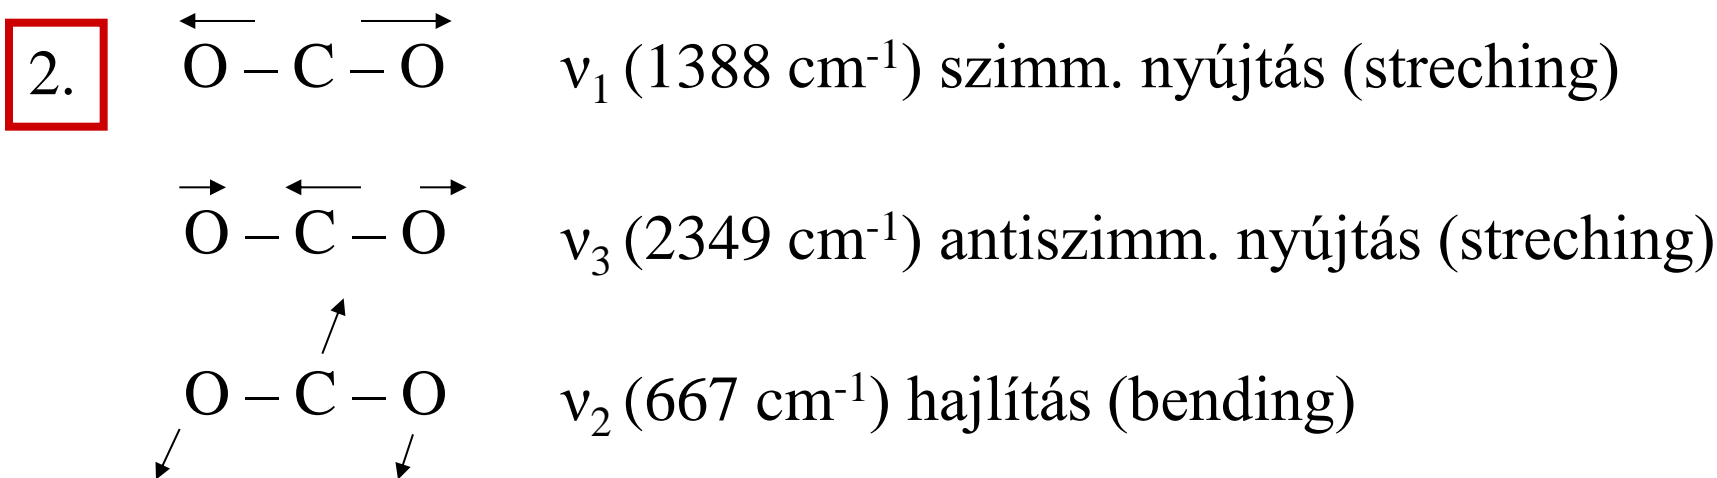 2. O – C – O ν₁ (1388 cm⁻¹) szimm. nyújtás (streching)
O – C – O ν₃ (2349 cm⁻¹) antiszimm. nyújtás (streching)
O – C – O ν₂ (667 cm⁻¹) hajlítás (bending)